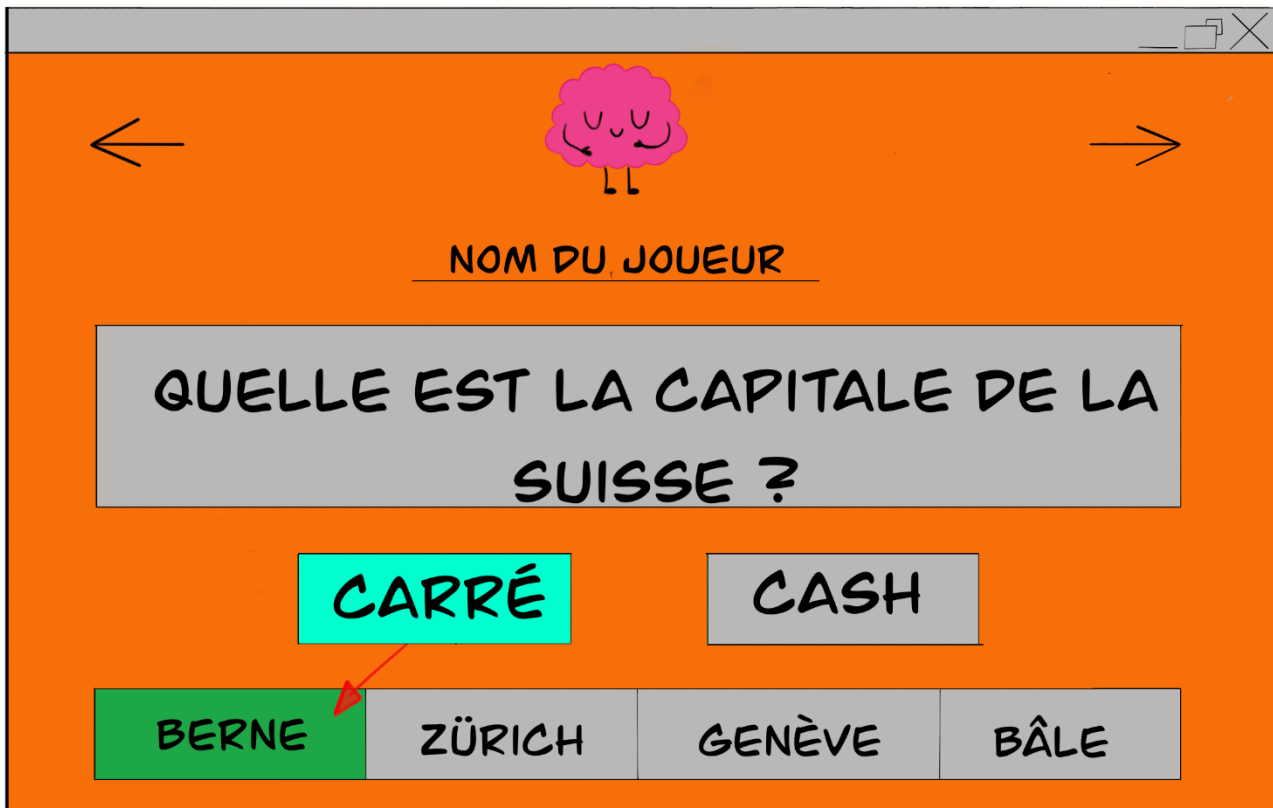 NOM DU JOUEUR
QUELLE EST LA CAPITALE DE LA
SUISSE ?
CARRÉ CASH
BERNE ZÜRICH GENÈVE BÂLE